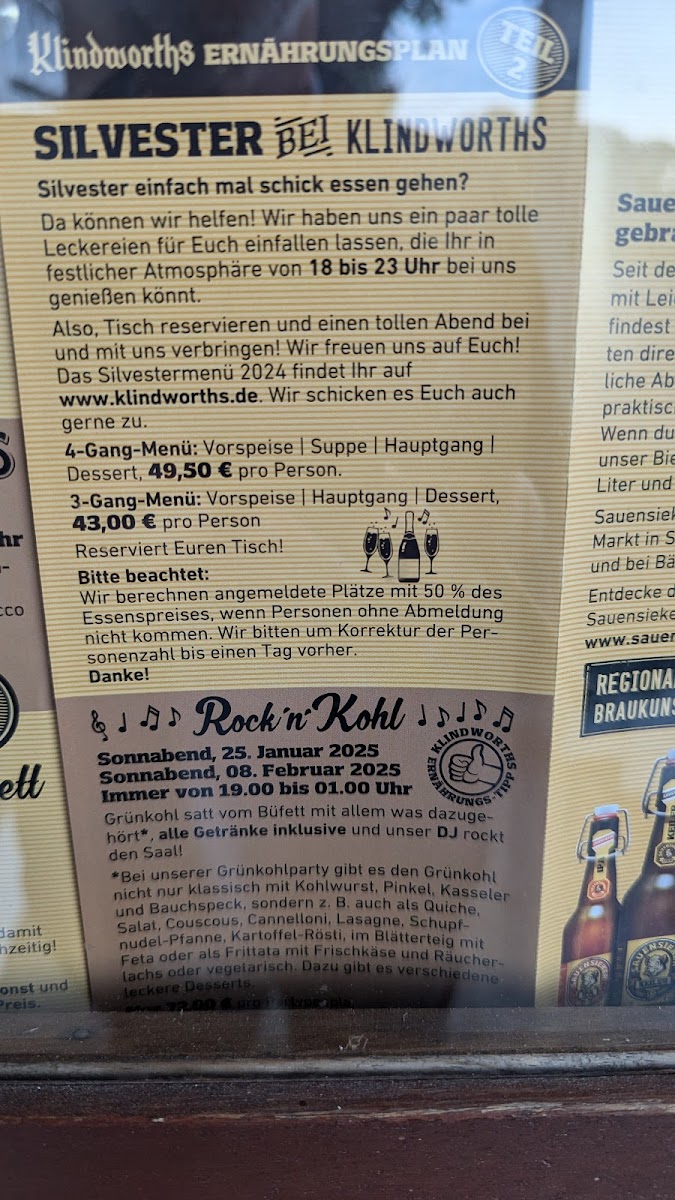 Klindworths ERNÄHRUNGSPLAN
TEIL
2
SILVESTER BEI KLINDWORTHS
Silvester einfach mal schick essen gehen?
Da können wir helfen! Wir haben uns ein paar tolle
Leckereien für Euch einfallen lassen, die Ihr in
festlicher Atmosphäre von 18 bis 23 Uhr bei uns
genießen könnt.
Also, Tisch reservieren und einen tollen Abend bei
und mit uns verbringen! Wir freuen uns auf Euch!
Das Silvestermenü 2024 findet Ihr auf
www.klindworths.de. Wir schicken es Euch auch
gerne zu.
4-Gang-Menü: Vorspeise | Suppe | Hauptgang |
Dessert, 49,50 € pro Person.
3-Gang-Menü: Vorspeise | Hauptgang | Dessert,
43,00 € pro Person
Reserviert Euren Tisch!
Bitte beachtet:
Wir berechnen angemeldete Plätze mit 50 % des
Essenspreises, wenn Personen ohne Abmeldung
nicht kommen. Wir bitten um Korrektur der Per-
sonenzahl bis einen Tag vorher.
Danke!
Rock´n´Kohl
Sonnabend, 25. Januar 2025
Sonnabend, 08. Februar 2025
Immer von 19.00 bis 01.00 Uhr
KLINDWORTHS
ERNÄHRUNGS-TIPP
Grünkohl satt vom Büfett mit allem was dazuge-
hört*, alle Getränke inklusive und unser DJ rockt
den Saal!
*Bei unserer Grünkohlparty gibt es den Grünkohl
nicht nur klassisch mit Kohlwurst, Pinkel, Kasseler
und Bauchspeck, sondern z. B. auch als Quiche,
Salat, Couscous, Cannelloni, Lasagne, Schupf-
nudel-Pfanne, Kartoffel-Rösti, im Blätterteig mit
Feta oder als Frittata mit Frischkäse und Räucher-
lachs oder vegetarisch. Dazu gibt es verschiedene
leckere Desserts.
hr
cco
ett
damit
hzeitig!
onst und
Preis.
Saue
gebra
Seit de
mit Lei
findest
ten dire
liche Ab
praktisc
Wenn du
unser Bie
Liter und
Sauensiek
Markt in S
und bei Bä
Entdecke d
Sauensieke
www.sauen
REGIONA
BRAUKUNS